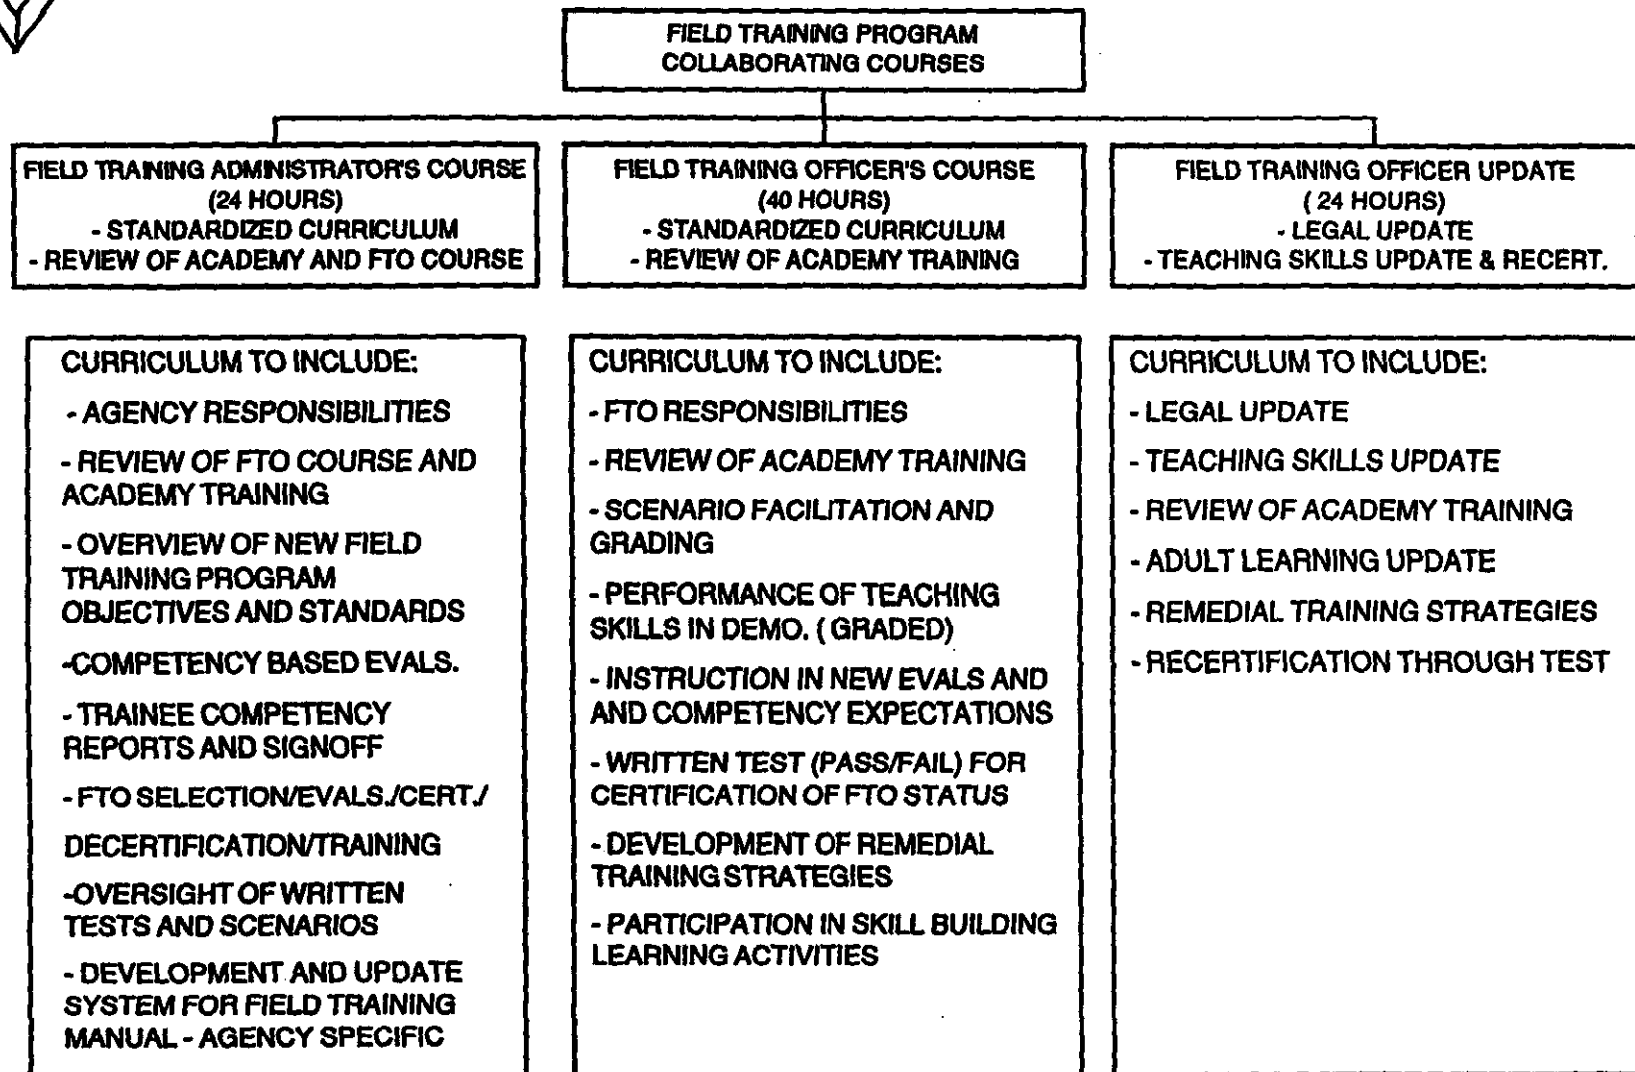 FIELD TRAINING PROGRAM
COLLABORATING COURSES
FIELD TRAINING ADMINISTRATOR'S COURSE
(24 HOURS)
- STANDARDIZED CURRICULUM
- REVIEW OF ACADEMY AND FTO COURSE
FIELD TRAINING OFFICER'S COURSE
(40 HOURS)
- STANDARDIZED CURRICULUM
- REVIEW OF ACADEMY TRAINING
FIELD TRAINING OFFICER UPDATE
( 24 HOURS)
- LEGAL UPDATE
- TEACHING SKILLS UPDATE & RECERT.
CURRICULUM TO INCLUDE:
- AGENCY RESPONSIBILITIES
- REVIEW OF FTO COURSE AND
ACADEMY TRAINING
- OVERVIEW OF NEW FIELD
TRAINING PROGRAM
OBJECTIVES AND STANDARDS
-COMPETENCY BASED EVALS.
- TRAINEE COMPETENCY
REPORTS AND SIGNOFF
- FTO SELECTION/EVALS./CERT./
DECERTIFICATION/TRAINING
-OVERSIGHT OF WRITTEN
TESTS AND SCENARIOS
- DEVELOPMENT AND UPDATE
SYSTEM FOR FIELD TRAINING
MANUAL - AGENCY SPECIFIC
CURRICULUM TO INCLUDE:
- FTO RESPONSIBILITIES
- REVIEW OF ACADEMY TRAINING
- SCENARIO FACILITATION AND
GRADING
- PERFORMANCE OF TEACHING
SKILLS IN DEMO. ( GRADED)
- INSTRUCTION IN NEW EVALS AND
AND COMPETENCY EXPECTATIONS
- WRITTEN TEST (PASS/FAIL) FOR
CERTIFICATION OF FTO STATUS
- DEVELOPMENT OF REMEDIAL
TRAINING STRATEGIES
- PARTICIPATION IN SKILL BUILDING
LEARNING ACTIVITIES
CURRICULUM TO INCLUDE:
- LEGAL UPDATE
- TEACHING SKILLS UPDATE
- REVIEW OF ACADEMY TRAINING
- ADULT LEARNING UPDATE
- REMEDIAL TRAINING STRATEGIES
- RECERTIFICATION THROUGH TEST